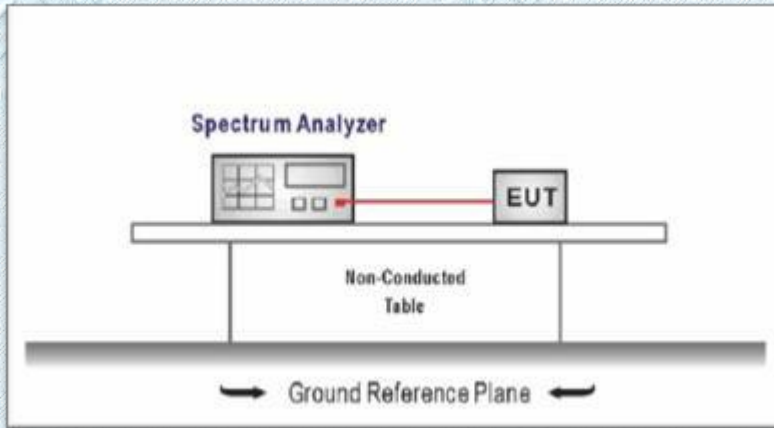 Spectrum Analyzer
EUT
Non-Conducted
Table
Ground Reference Plane